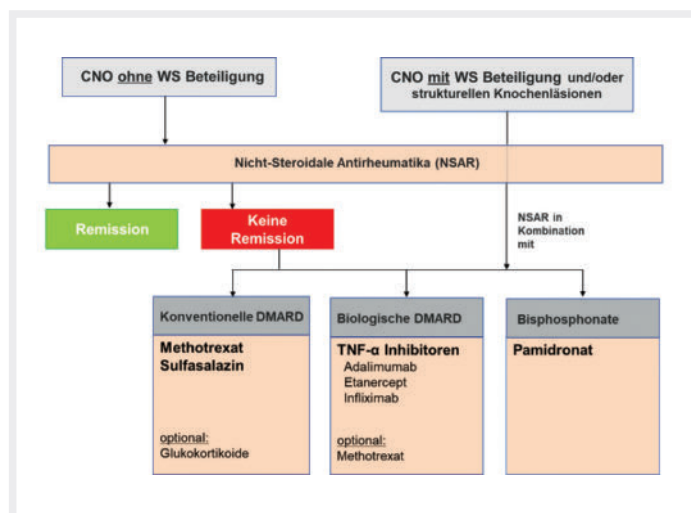 CNO ohne WS Beteiligung
CNO mit WS Beteiligung und/oder
strukturellen Knochenläsionen
Nicht-Steroidale Antirheumatika (NSAR)
Remission
Keine
Remission
NSAR in
Kombination
mit
Konventionelle DMARD
Methotrexat
Sulfasalazin
optional:
Glukokortikoide
Biologische DMARD
TNF-α Inhibitoren
Adalimumab
Etanercept
Infliximab
optional:
Methotrexat
Bisphosphonate
Pamidronat